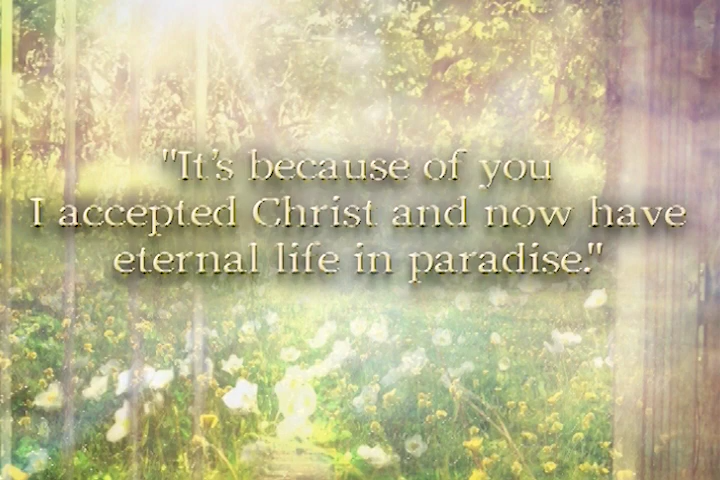 "It's because of you
I accepted Christ and now have
eternal life in paradise."